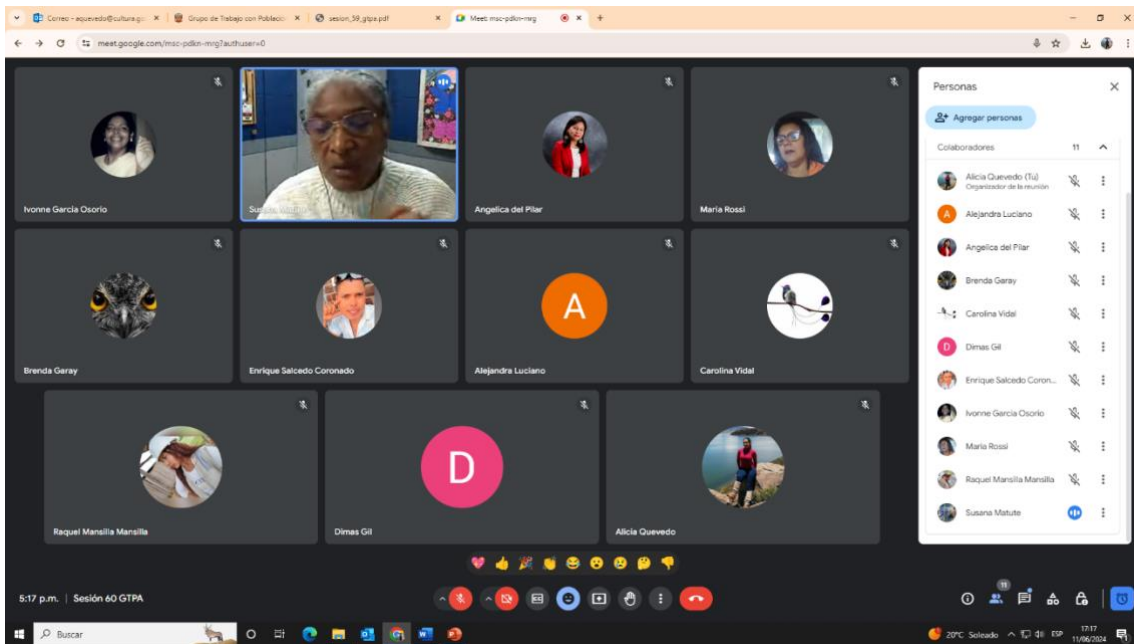 Correo - aquevedo@cultura.go
Grupo de Trabajo con Població
sesion_59_gtpa.pdf
Meet: msc-pdkn-mrg
meet.google.com/msc-pdkn-mrg?authuser=0
Ivonne García Osorio
Susana Matute
Angelica del Pilar
Maria Rossi
Brenda Garay
Enrique Salcedo Coronado
A
Alejandra Luciano
Carolina Vidal
Raquel Mansilla Mansilla
D
Dimas Gil
Alicia Quevedo
Personas
Agregar personas
Colaboradores 11
Alicia Quevedo (Tú)
Organizador de la reunión
A Alejandra Luciano
Angelica del Pilar
Brenda Garay
Carolina Vidal
D Dimas Gil
Enrique Salcedo Coron...
Ivonne García Osorio
Maria Rossi
Raquel Mansilla Mansilla
Susana Matute
5:17 p.m. | Sesión 60 GTPA
11
Buscar
20°C Soleado
ESP
17:17
11/06/2024